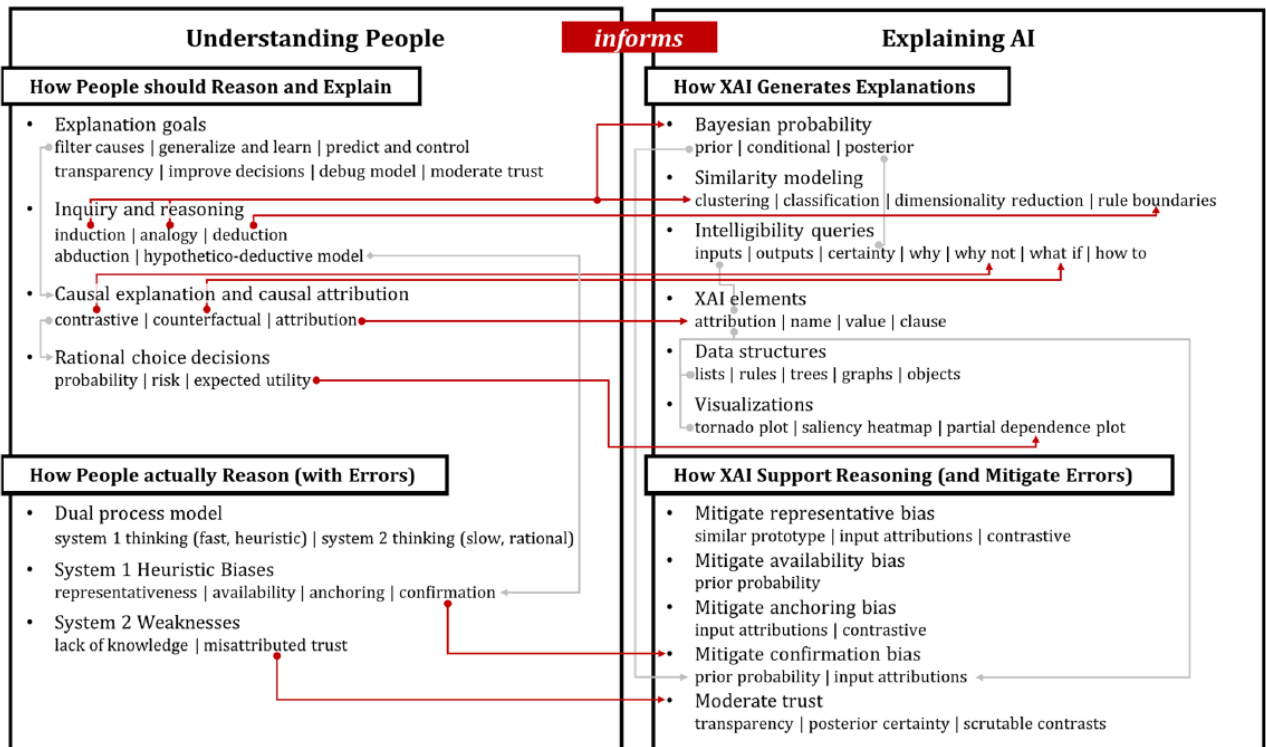 Understanding People
informs
Explaining AI
How People should Reason and Explain
• Explanation goals
filter causes | generalize and learn | predict and control
transparency | improve decisions | debug model | moderate trust
• Inquiry and reasoning
induction | analogy | deduction
abduction | hypothetico-deductive model
• Causal explanation and causal attribution
contrastive | counterfactual | attribution
• Rational choice decisions
probability | risk | expected utility
How People actually Reason (with Errors)
• Dual process model
system 1 thinking (fast, heuristic) | system 2 thinking (slow, rational)
• System 1 Heuristic Biases
representativeness | availability | anchoring | confirmation
• System 2 Weaknesses
lack of knowledge | misattributed trust
How XAI Generates Explanations
• Bayesian probability
prior | conditional | posterior
• Similarity modeling
clustering | classification | dimensionality reduction | rule boundaries
• Intelligibility queries
inputs | outputs | certainty | why | why not | what if | how to
• XAI elements
attribution | name | value | clause
• Data structures
lists | rules | trees | graphs | objects
• Visualizations
tornado plot | saliency heatmap | partial dependence plot
How XAI Support Reasoning (and Mitigate Errors)
• Mitigate representative bias
similar prototype | input attributions | contrastive
• Mitigate availability bias
prior probability
• Mitigate anchoring bias
input attributions | contrastive
• Mitigate confirmation bias
prior probability | input attributions
• Moderate trust
transparency | posterior certainty | scrutable contrasts